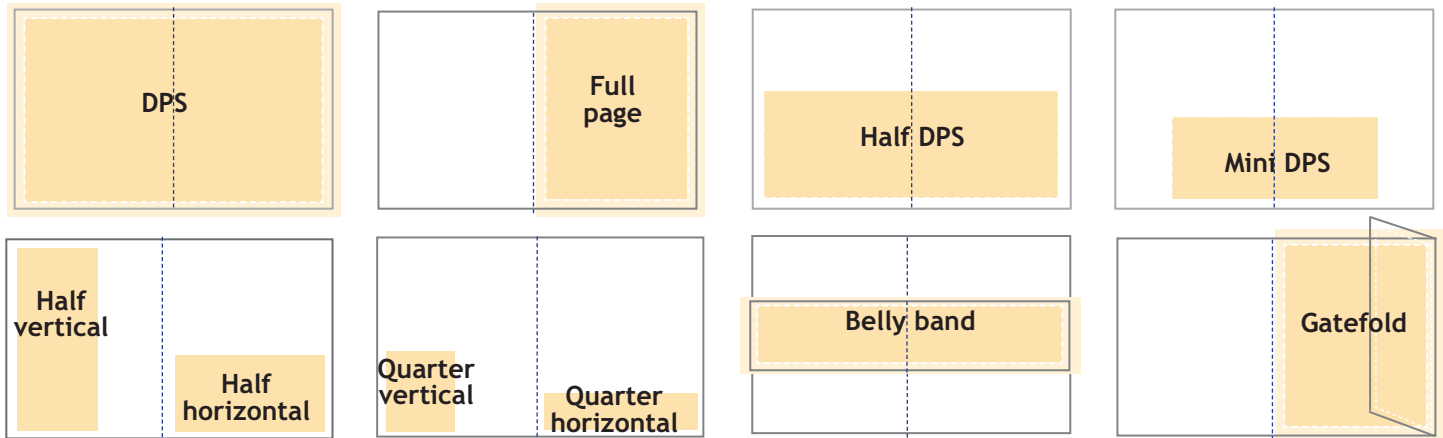 DPS
Full
page
Half DPS
Mini DPS
Half
vertical
Half
horizontal
Quarter
vertical
Quarter
horizontal
Belly band
Gatefold